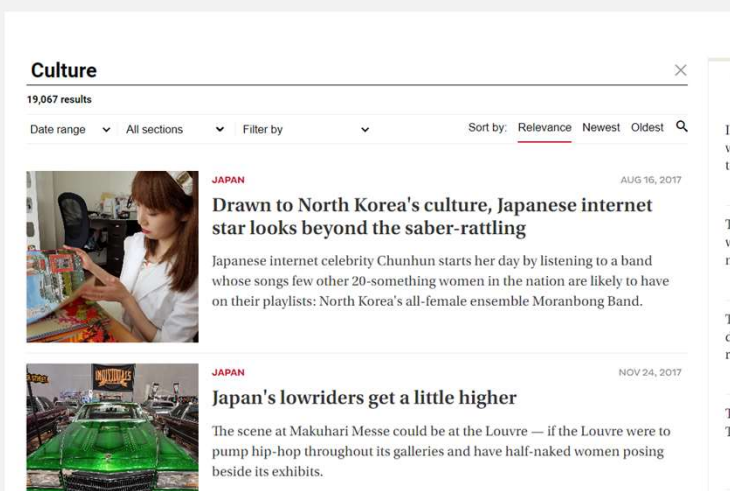 Culture
19,067 results
Date range All sections Filter by Sort by: Relevance Newest Oldest
JAPAN AUG 16, 2017
Drawn to North Korea's culture, Japanese internet
star looks beyond the saber-rattling
Japanese internet celebrity Chunhun starts her day by listening to a band
whose songs few other 20-something women in the nation are likely to have
on their playlists: North Korea's all-female ensemble Moranbong Band.
INDIVIDUALS
JAPAN NOV 24, 2017
Japan's lowriders get a little higher
The scene at Makuhari Messe could be at the Louvre — if the Louvre were to
pump hip-hop throughout its galleries and have half-naked women posing
beside its exhibits.